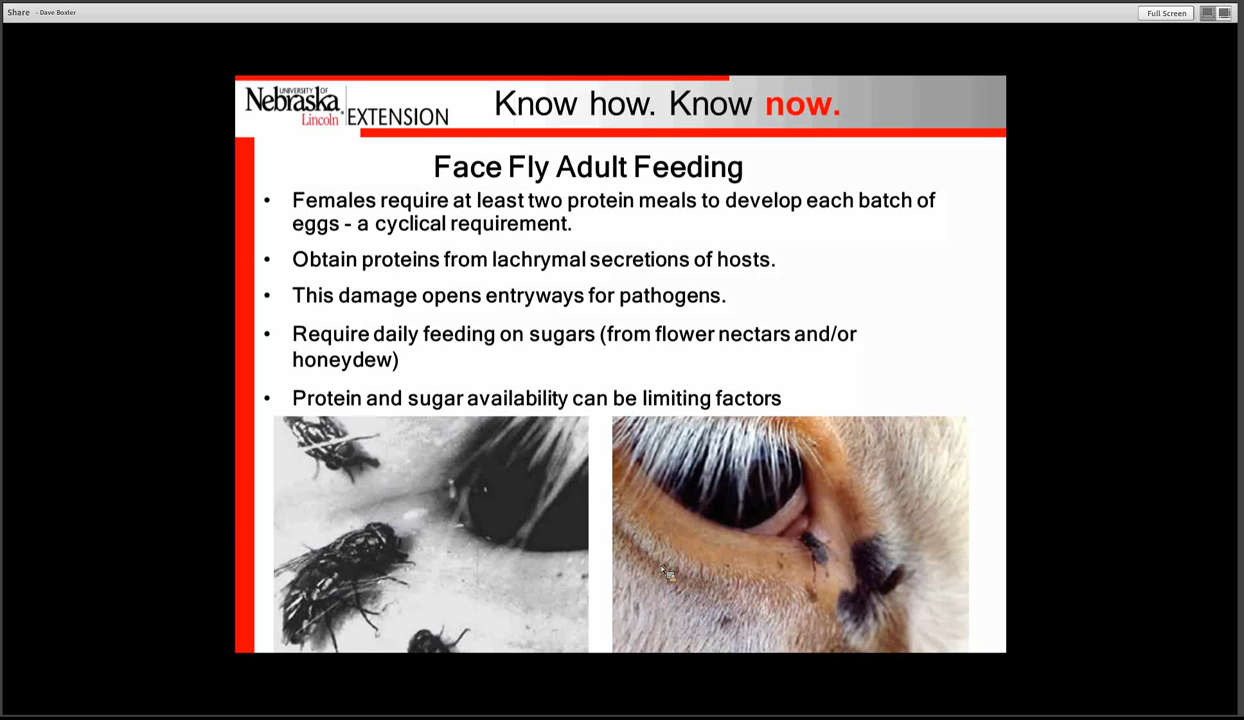 Share - Dave Boxler
Full Screen
UNIVERSITY OF
Nebraska
Lincoln
EXTENSION
Know how. Know now.
Face Fly Adult Feeding
• Females require at least two protein meals to develop each batch of
eggs - a cyclical requirement.
• Obtain proteins from lachrymal secretions of hosts.
• This damage opens entryways for pathogens.
• Require daily feeding on sugars (from flower nectars and/or
honeydew)
• Protein and sugar availability can be limiting factors